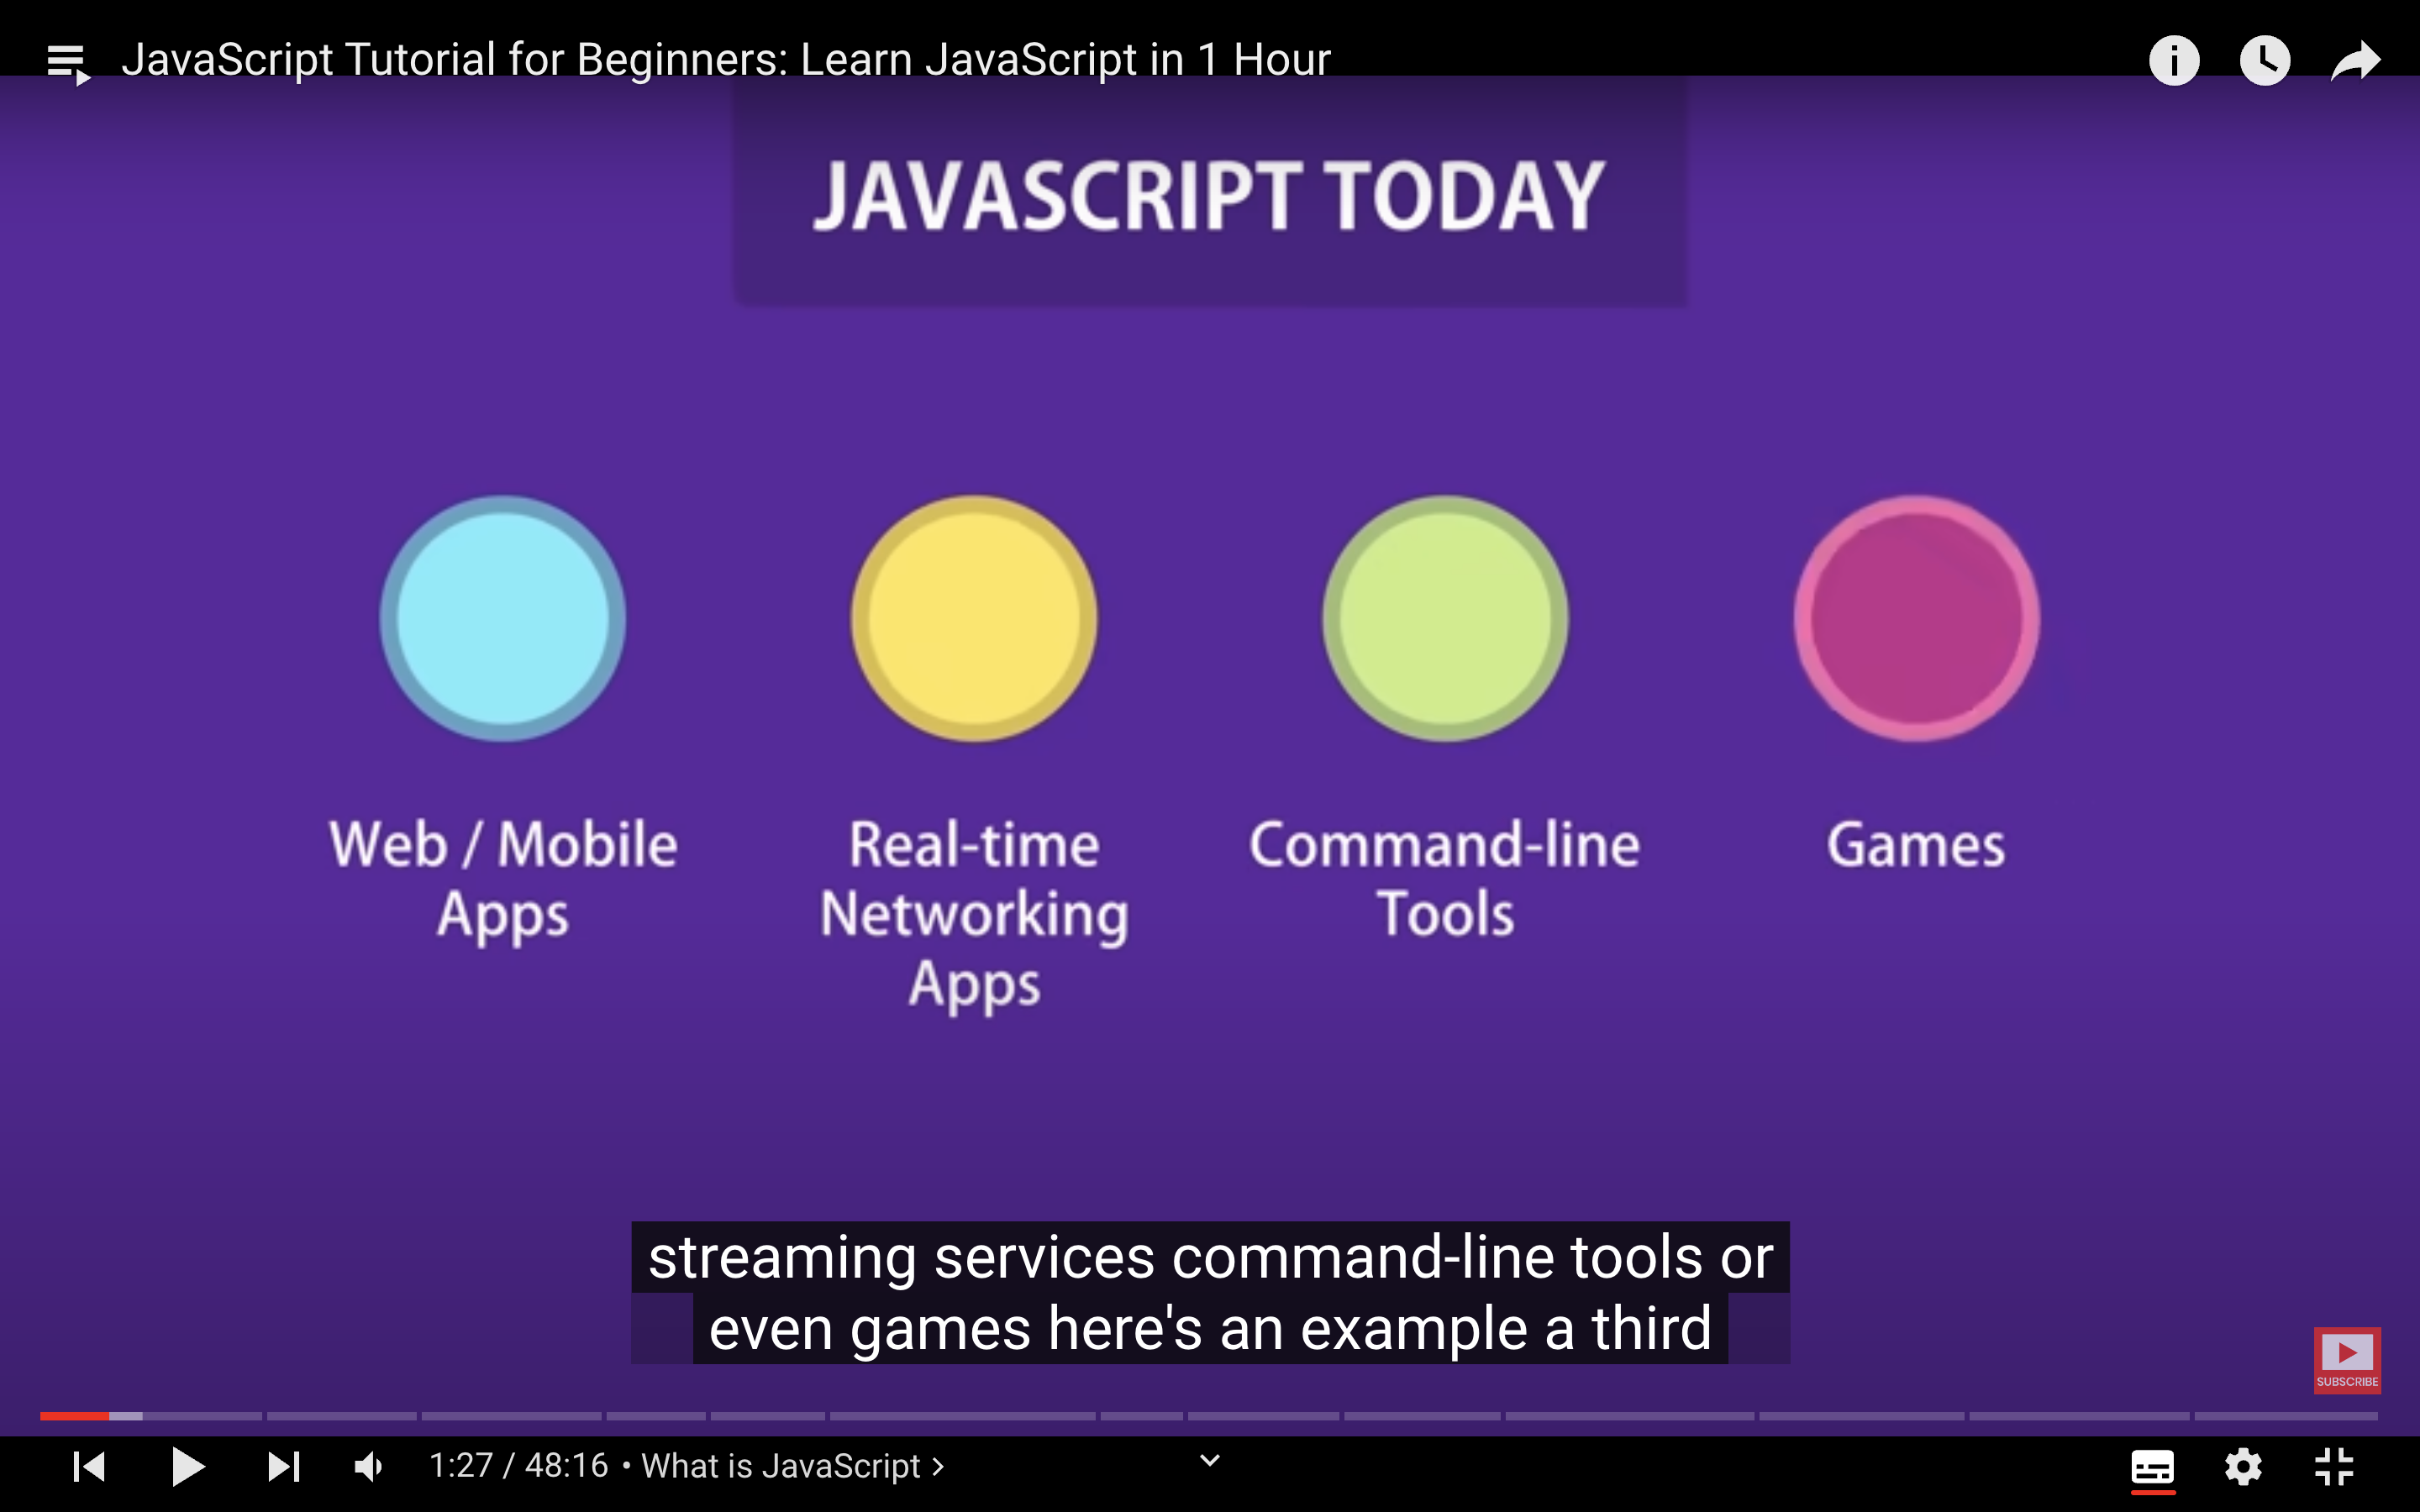 JavaScript Tutorial for Beginners: Learn JavaScript in 1 Hour
JAVASCRIPT TODAY
Web / Mobile
Apps
Real-time
Networking
Apps
Command-line
Tools
Games
streaming services command-line tools or
even games here's an example a third
SUBSCRIBE
1:27 / 48:16 • What is JavaScript